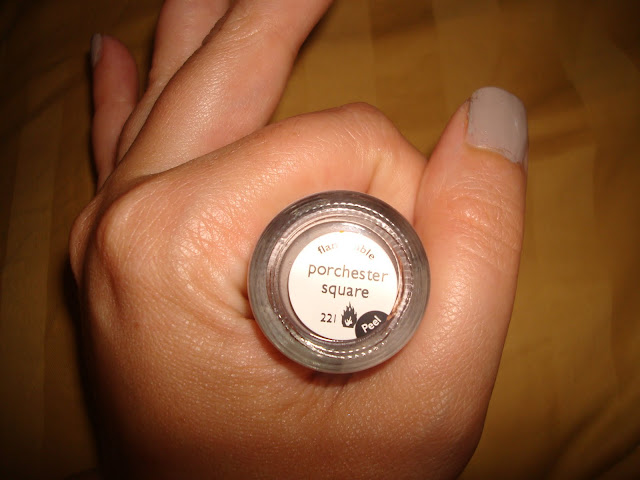 flammable
porchester
square
221
Peel